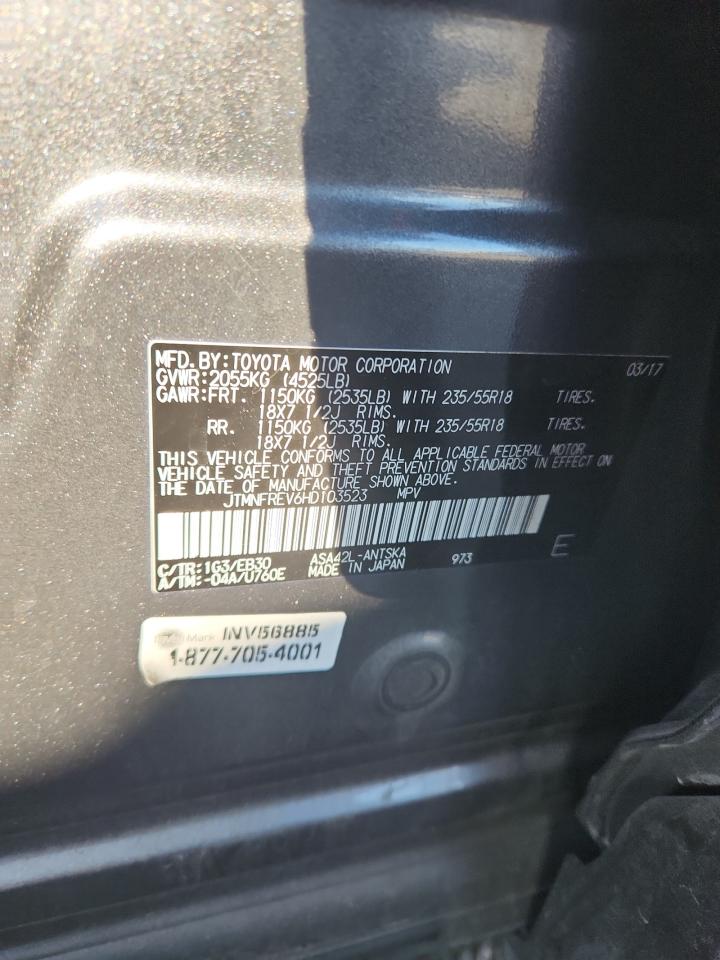 MFD. BY: TOYOTA MOTOR CORPORATION 03/17
GVWR: 2055KG (4525LB)
GAWR: FRT. 1150KG (2535LB) WITH 235/55R18 TIRES.
18X7 1/2J RIMS.
RR. 1150KG (2535LB) WITH 235/55R18 TIRES.
18X7 1/2J RIMS.
THIS VEHICLE CONFORMS TO ALL APPLICABLE FEDERAL MOTOR
VEHICLE SAFETY AND THEFT PREVENTION STANDARDS IN EFFECT ON
THE DATE OF MANUFACTURE SHOWN ABOVE.
JTMNFREV6HD103523 MPV
C/TR: 1G3/EB30 ASA42L-ANTSKA 973 E
A/TM: -04A/U760E MADE IN JAPAN
Mark INV56885
1-877-705-4001